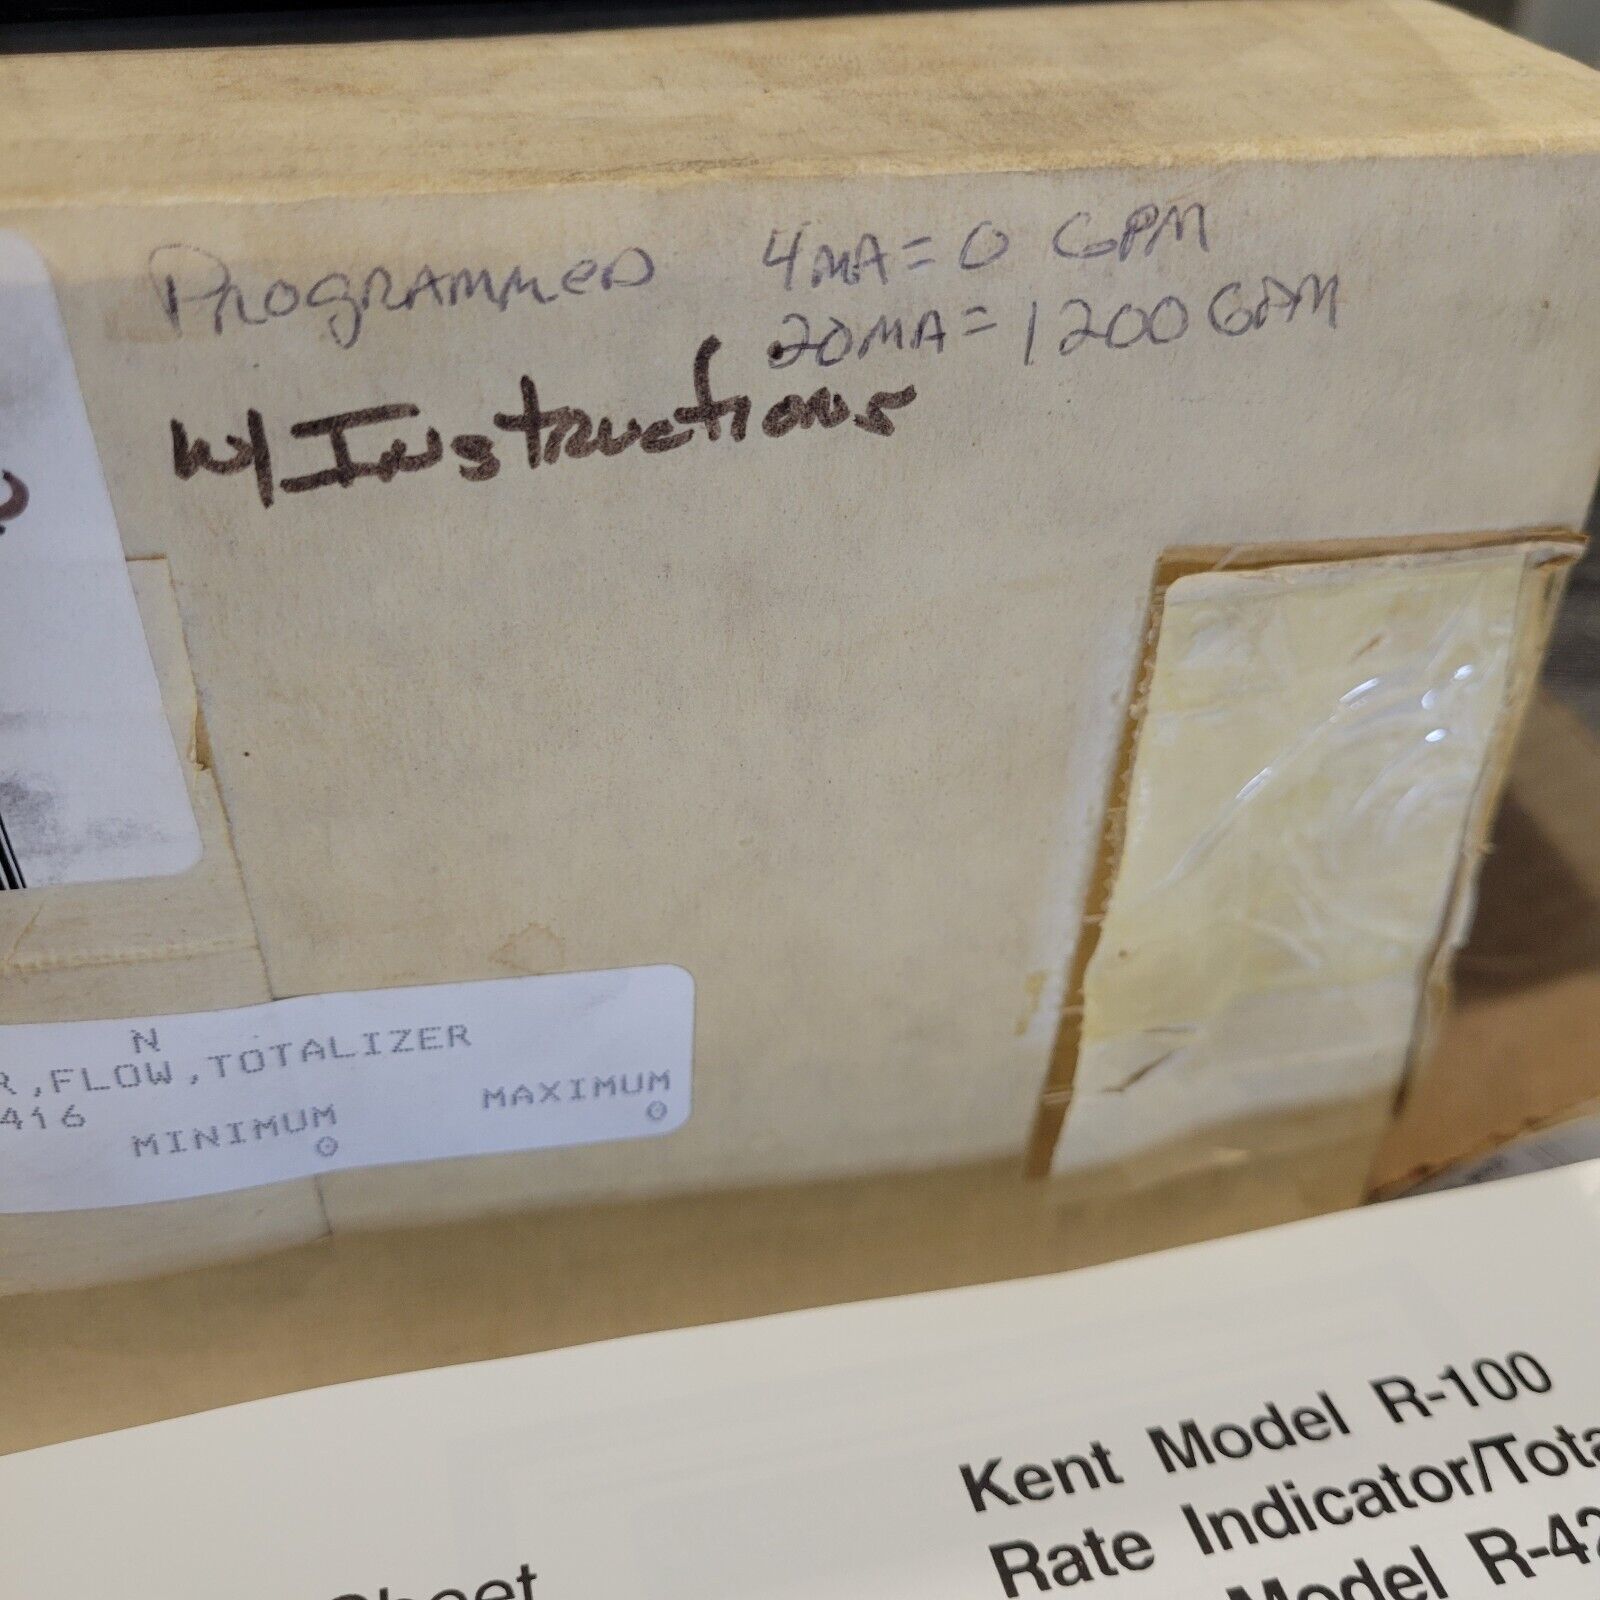 PROGRAMMED 4MA = 0 GPM
20MA = 1200 GPM
W/ Instructions
N
R,FLOW,TOTALIZER
416
MINIMUM MAXIMUM
0 0
Kent Model R-100
Rate Indicator/Tota
Model R-42
Sheet